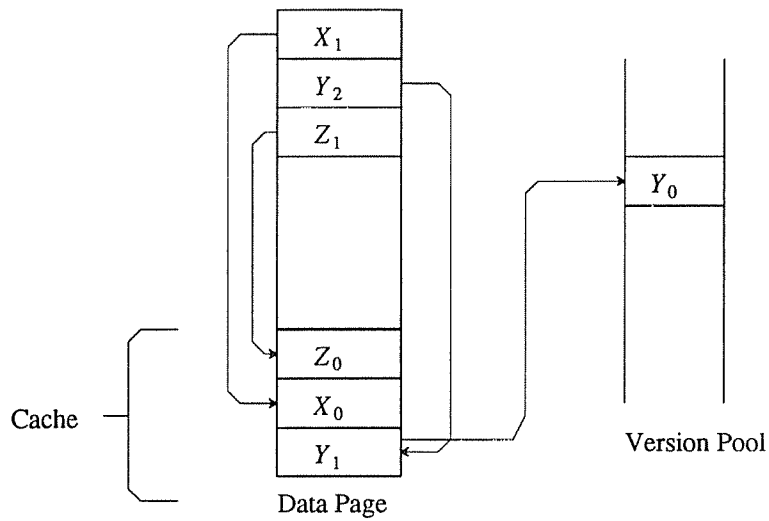 X₁
Y₂
Z₁
Y₀
Z₀
X₀
Cache
Y₁
Version Pool
Data Page